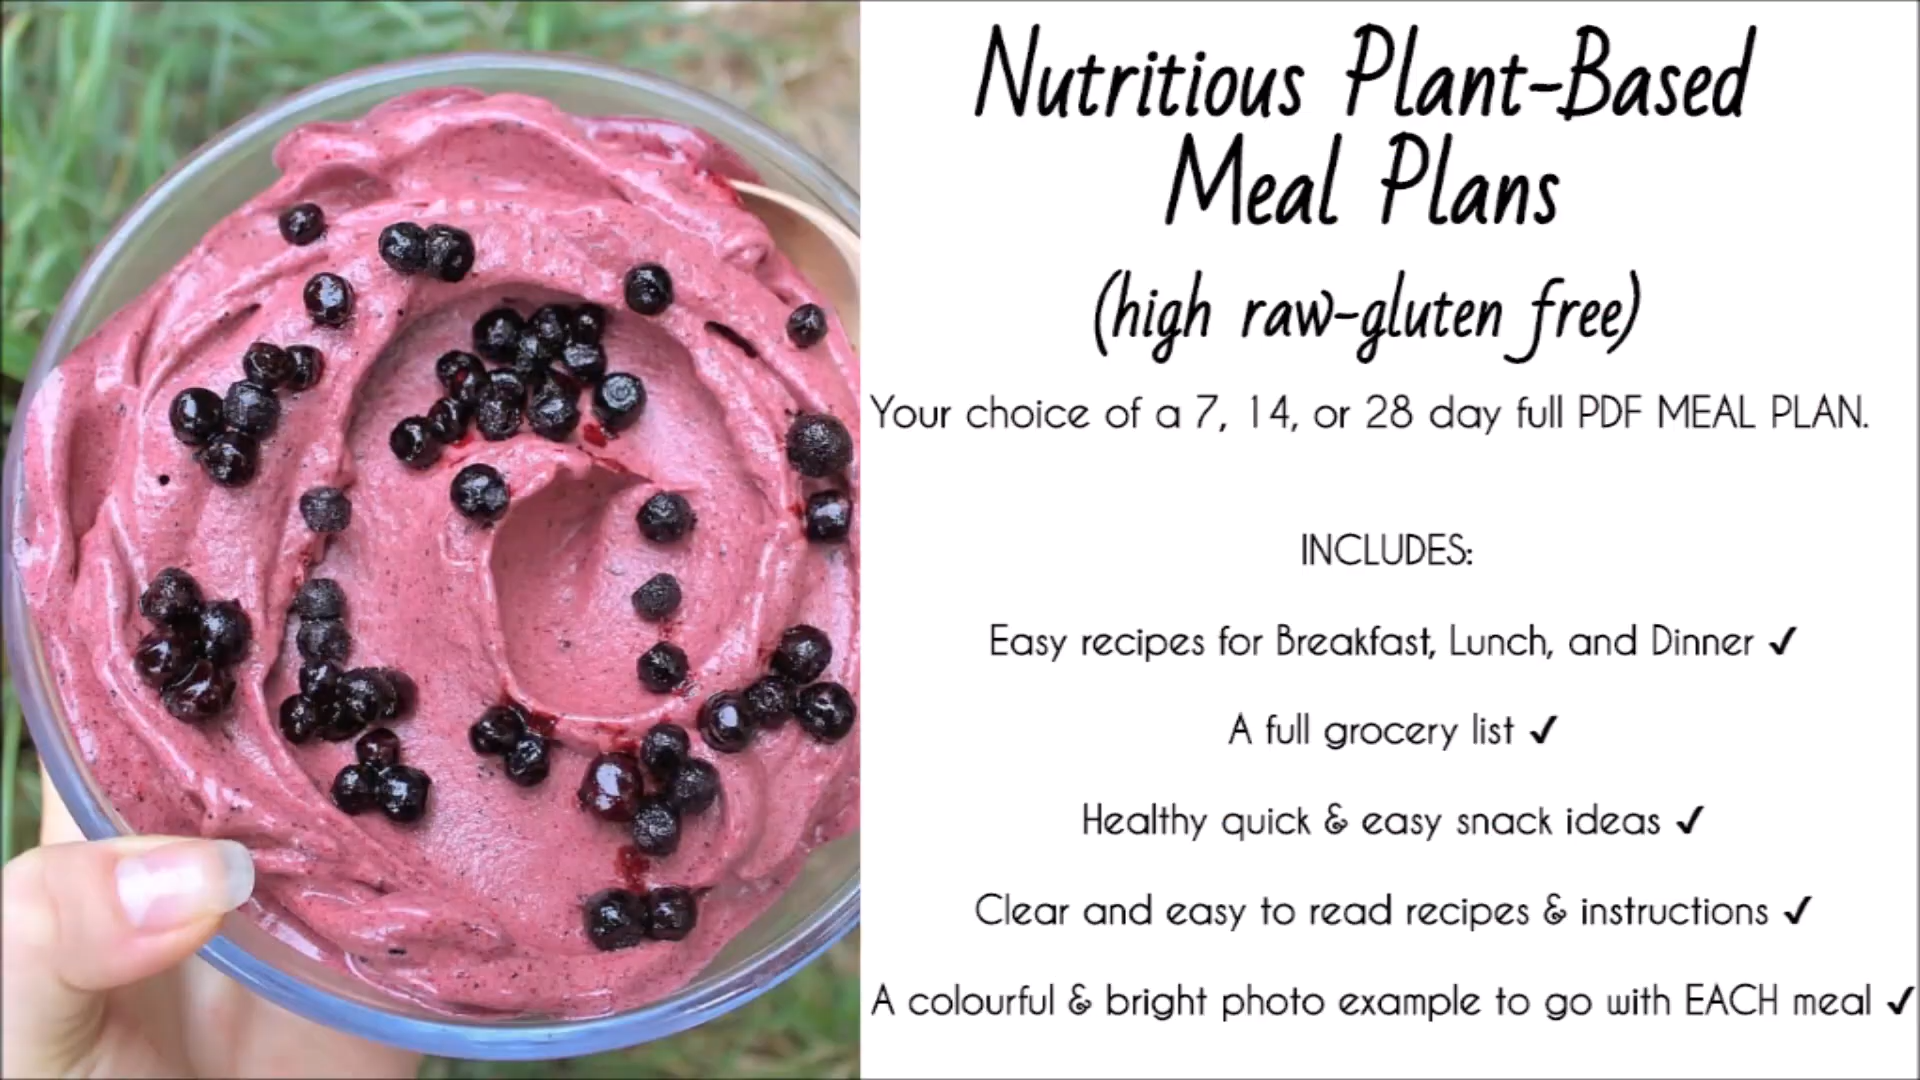 Nutritious Plant-Based
Meal Plans
(high raw-gluten free)
Your choice of a 7, 14, or 28 day full PDF MEAL PLAN.
INCLUDES:
Easy recipes for Breakfast, Lunch, and Dinner ✓
A full grocery list ✓
Healthy quick & easy snack ideas ✓
Clear and easy to read recipes & instructions ✓
A colourful & bright photo example to go with EACH meal ✓